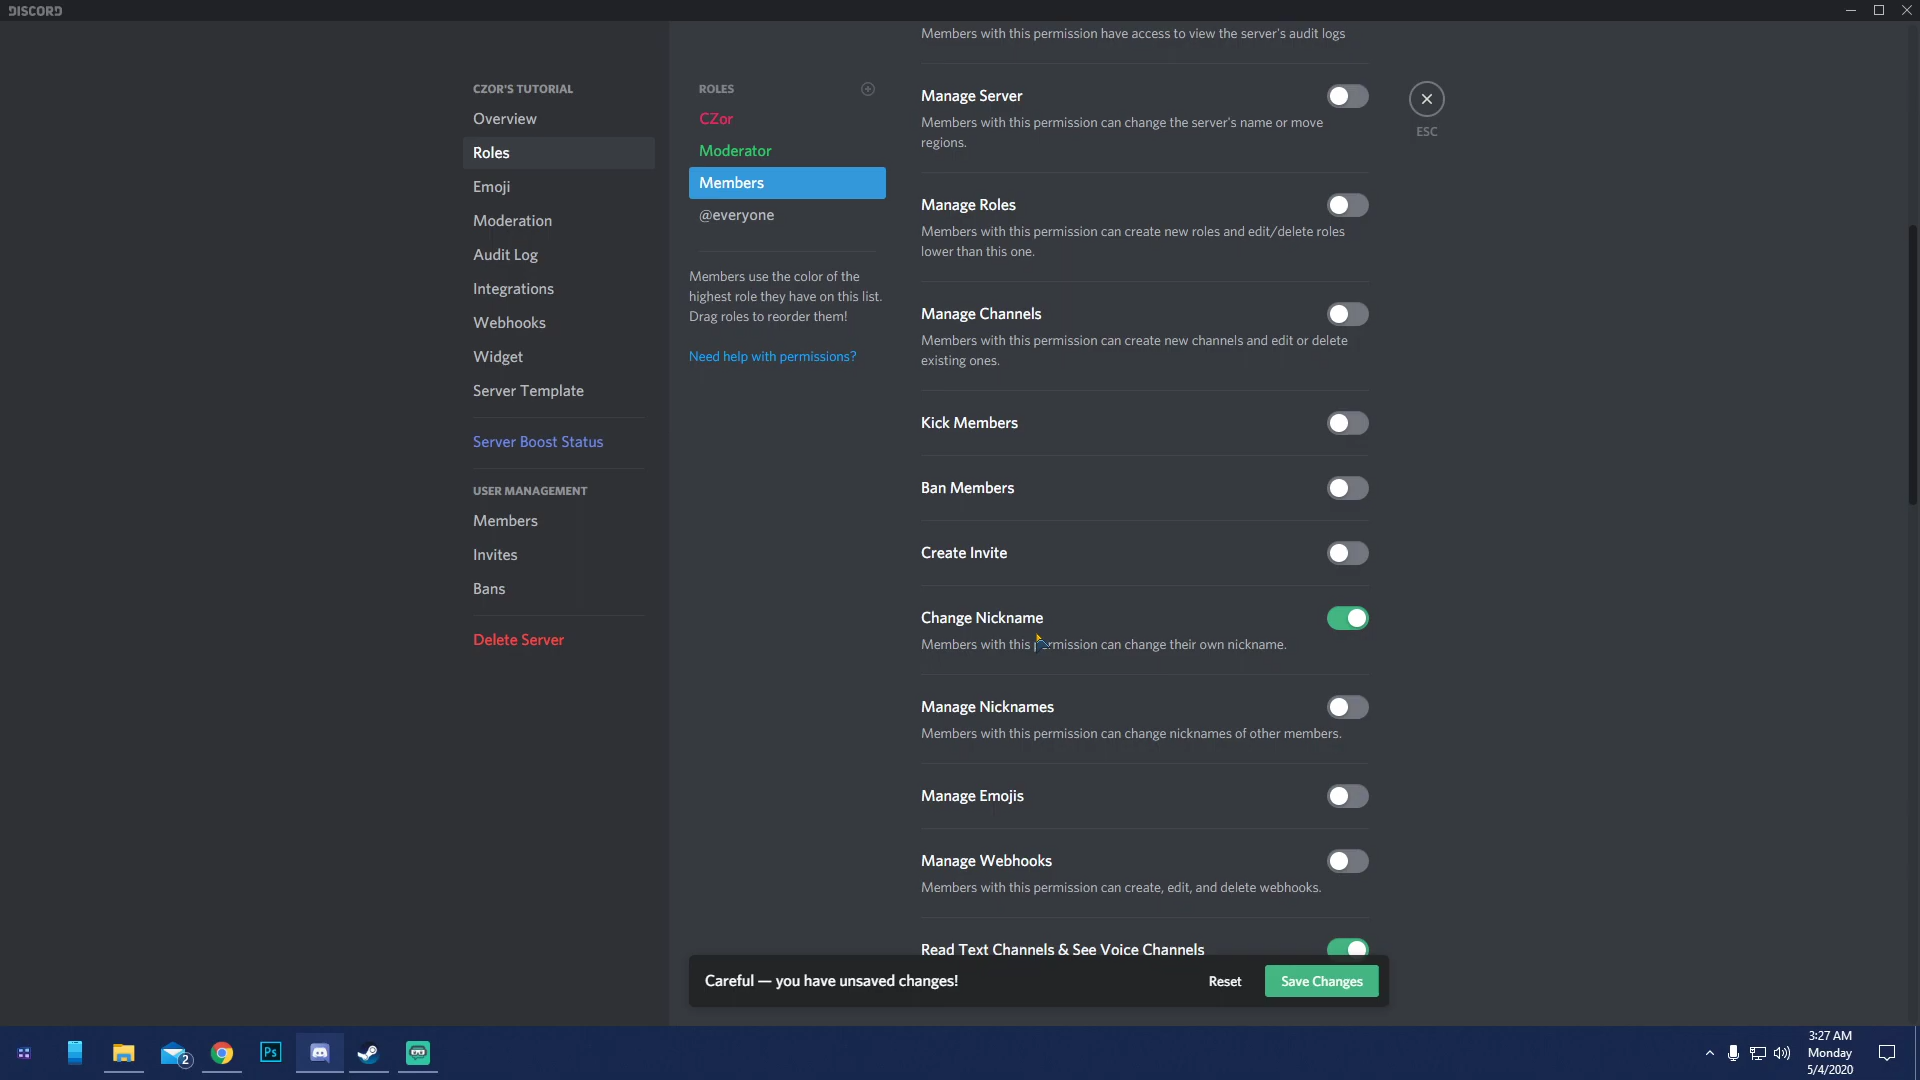 DISCORD
CZOR'S TUTORIAL
Overview
Roles
Emoji
Moderation
Audit Log
Integrations
Webhooks
Widget
Server Template
Server Boost Status
USER MANAGEMENT
Members
Invites
Bans
Delete Server
ROLES
CZor
Moderator
Members
@everyone
Members use the color of the
highest role they have on this list.
Drag roles to reorder them!
Need help with permissions?
Members with this permission have access to view the server's audit logs
Manage Server
Members with this permission can change the server's name or move
regions.
Manage Roles
Members with this permission can create new roles and edit/delete roles
lower than this one.
Manage Channels
Members with this permission can create new channels and edit or delete
existing ones.
Kick Members
Ban Members
Create Invite
Change Nickname
Members with this permission can change their own nickname.
Manage Nicknames
Members with this permission can change nicknames of other members.
Manage Emojis
Manage Webhooks
Members with this permission can create, edit, and delete webhooks.
Read Text Channels & See Voice Channels
Careful — you have unsaved changes!
Reset
Save Changes
ESC
2
Ps
3:27 AM
Monday
5/4/2020